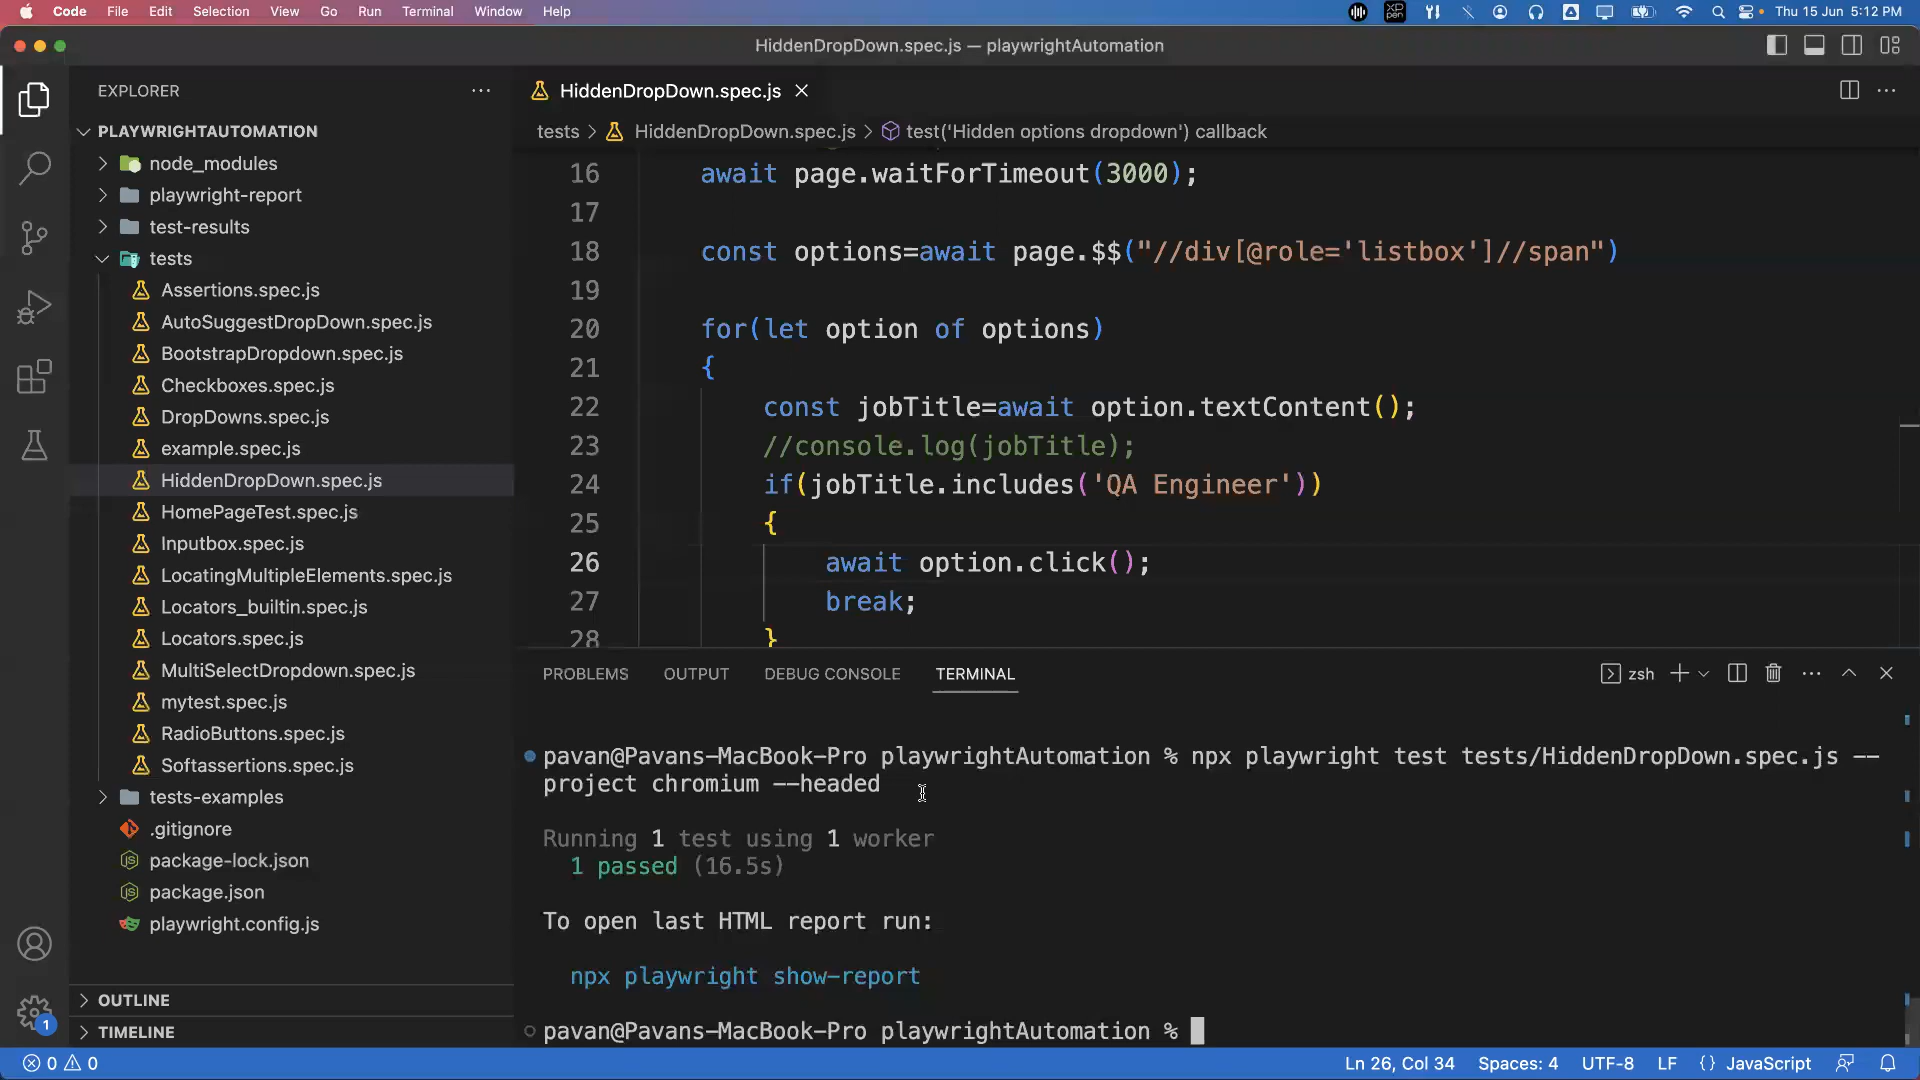 Code File Edit Selection View Go Run Terminal Window Help
XP PEN Thu 15 Jun 5:12 PM
HiddenDropDown.spec.js — playwrightAutomation
EXPLORER
HiddenDropDown.spec.js
tests > HiddenDropDown.spec.js > test('Hidden options dropdown') callback
PLAYWRIGHTAUTOMATION
node_modules
playwright-report
test-results
tests
Assertions.spec.js
AutoSuggestDropDown.spec.js
BootstrapDropdown.spec.js
Checkboxes.spec.js
DropDowns.spec.js
example.spec.js
HiddenDropDown.spec.js
HomePageTest.spec.js
Inputbox.spec.js
LocatingMultipleElements.spec.js
Locators_builtin.spec.js
Locators.spec.js
MultiSelectDropdown.spec.js
mytest.spec.js
RadioButtons.spec.js
Softassertions.spec.js
tests-examples
.gitignore
package-lock.json
package.json
playwright.config.js
OUTLINE
TIMELINE
1
16 await page.waitForTimeout(3000);
17
18 const options=await page.$$("//div[@role='listbox']//span")
19
20 for(let option of options)
21 {
22 const jobTitle=await option.textContent();
23 //console.log(jobTitle);
24 if(jobTitle.includes('QA Engineer'))
25 {
26 await option.click();
27 break;
28 }
PROBLEMS OUTPUT DEBUG CONSOLE TERMINAL zsh
pavan@Pavans-MacBook-Pro playwrightAutomation % npx playwright test tests/HiddenDropDown.spec.js --
project chromium --headed
Running 1 test using 1 worker
1 passed (16.5s)
To open last HTML report run:
npx playwright show-report
pavan@Pavans-MacBook-Pro playwrightAutomation %
0 0 Ln 26, Col 34 Spaces: 4 UTF-8 LF {} JavaScript